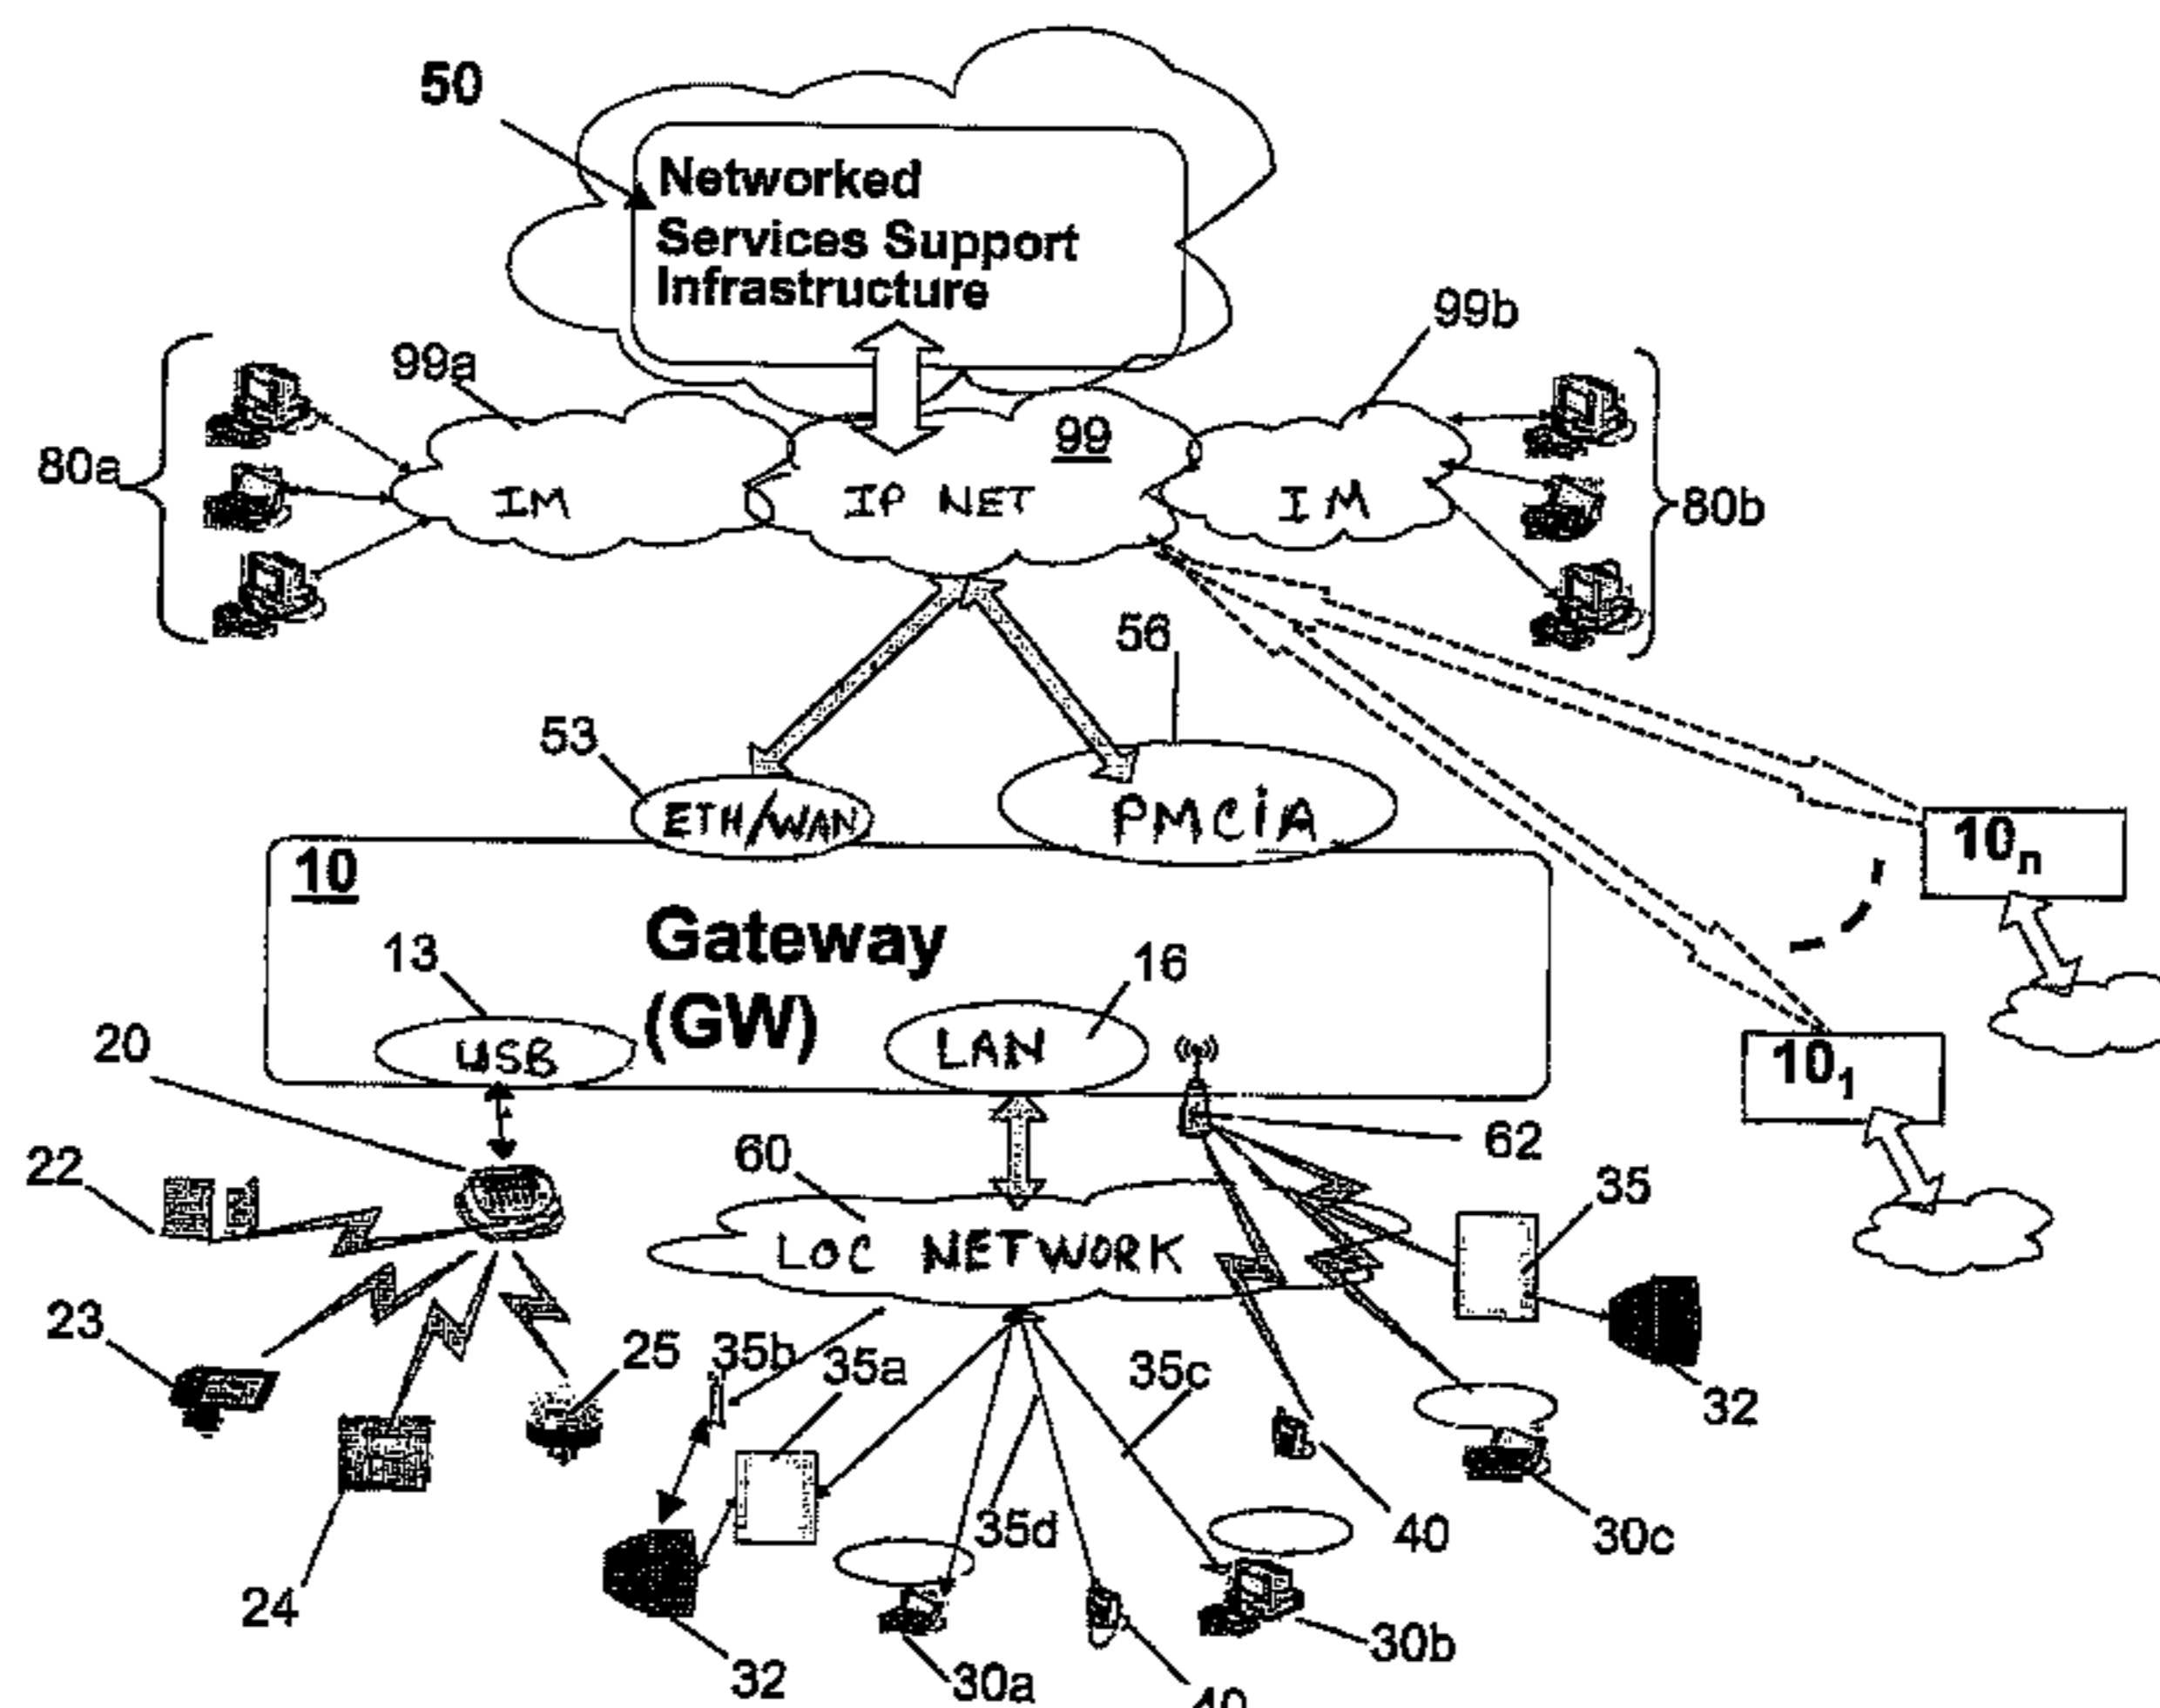 50
Networked
Services Support
Infrastructure
99b
99a
99
80a
IM
IP NET
IM
80b
56
53
ETH/WAN
PMCIA
10
10n
Gateway
(GW)
13
16
USB
LAN
20
101
62
22
60
35
LOC NETWORK
23
25
35b
35a
35c
32
24
35d
40
30c
32
30a
30b
40